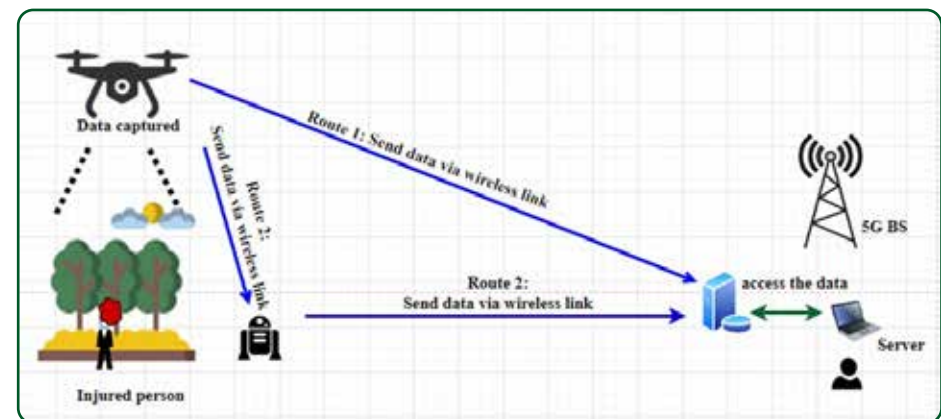 Data captured
Route 1: Send data via wireless link
Route 2:
Send data via wireless link
5G BS
Route 2:
Send data via wireless link
access the data
Server
Injured person